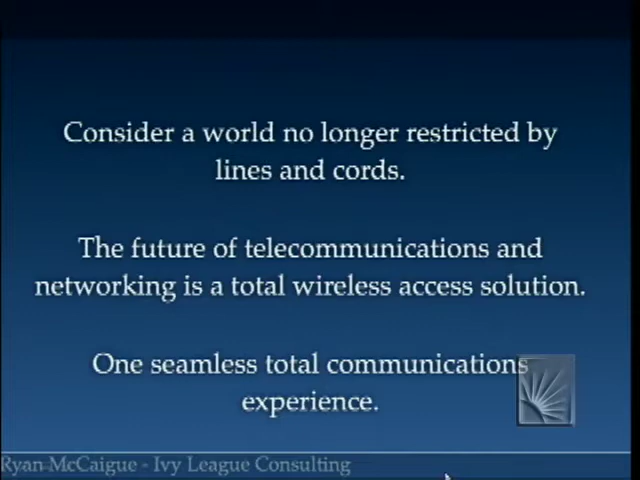 Consider a world no longer restricted by
lines and cords.
The future of telecommunications and
networking is a total wireless access solution.
One seamless total communications
experience.
Ryan McCaigue - Ivy League Consulting